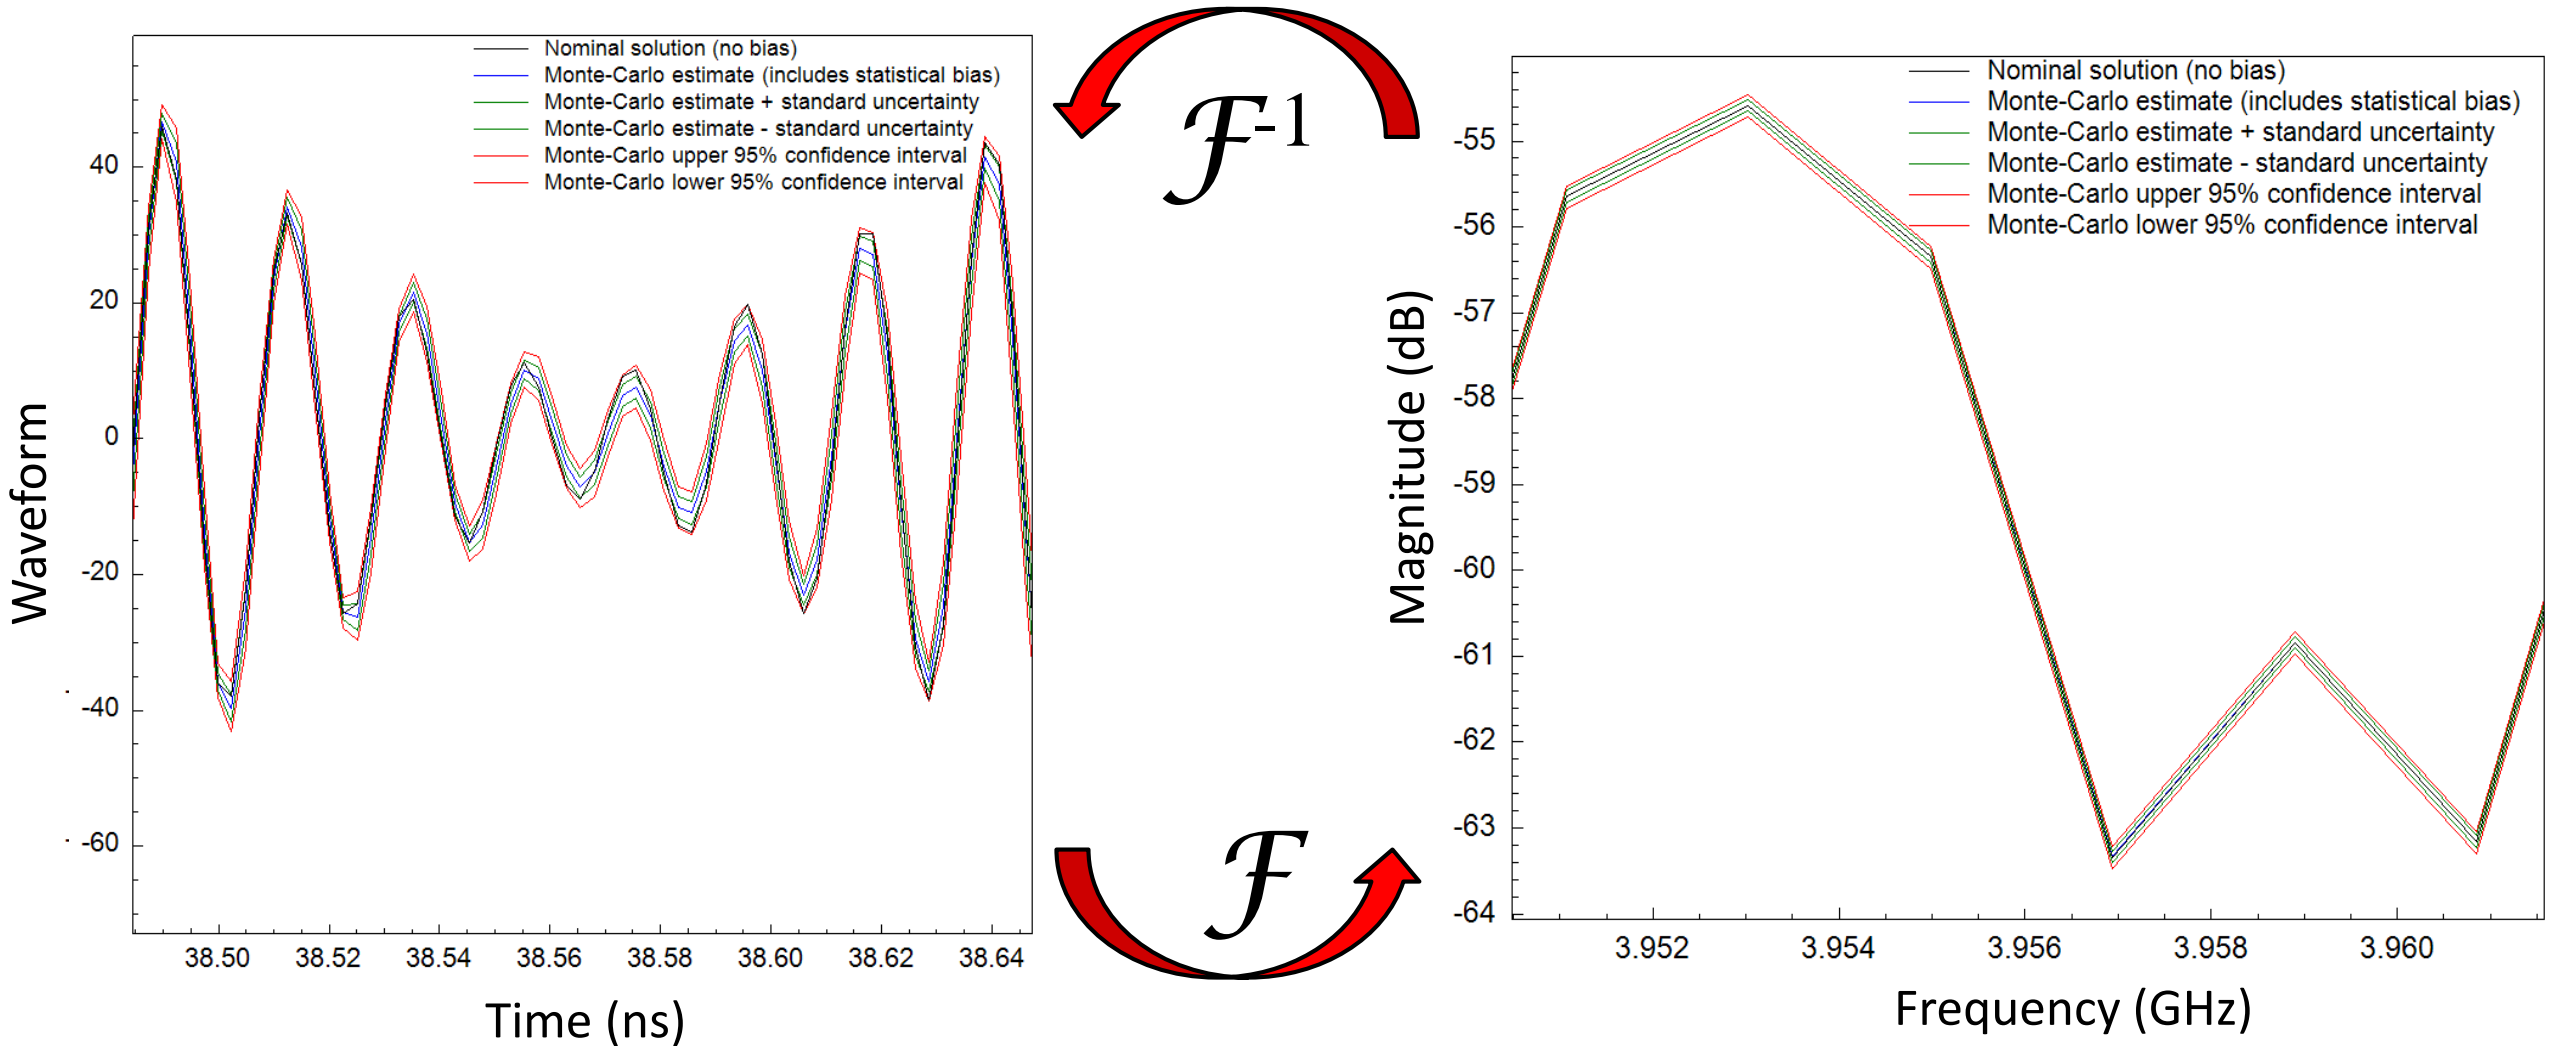 Nominal solution (no bias)
Monte-Carlo estimate (includes statistical bias)
Monte-Carlo estimate + standard uncertainty
Monte-Carlo estimate - standard uncertainty
Monte-Carlo upper 95% confidence interval
Monte-Carlo lower 95% confidence interval
40
20
0
-20
-40
-60
Waveform
38.50 38.52 38.54 38.56 38.58 38.60 38.62 38.64
Time (ns)
ℱ-1
ℱ
Nominal solution (no bias)
Monte-Carlo estimate (includes statistical bias)
Monte-Carlo estimate + standard uncertainty
Monte-Carlo estimate - standard uncertainty
Monte-Carlo upper 95% confidence interval
Monte-Carlo lower 95% confidence interval
-55
-56
-57
-58
-59
-60
-61
-62
-63
-64
Magnitude (dB)
3.952 3.954 3.956 3.958 3.960
Frequency (GHz)